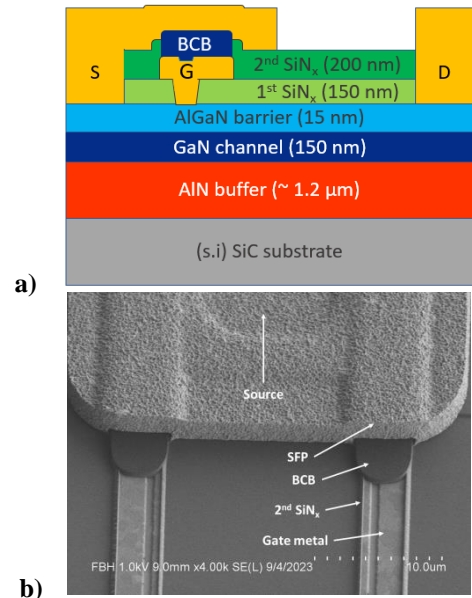 BCB
S
G
D
2nd SiNx (200 nm)
1st SiNx (150 nm)
AlGaN barrier (15 nm)
GaN channel (150 nm)
AlN buffer (~ 1.2 µm)
(s.i) SiC substrate
a)
Source
SFP
BCB
2nd SiNx
Gate metal
FBH 1.0kV 9.0mm x4.00k SE(L) 9/4/2023
10.0um
b)